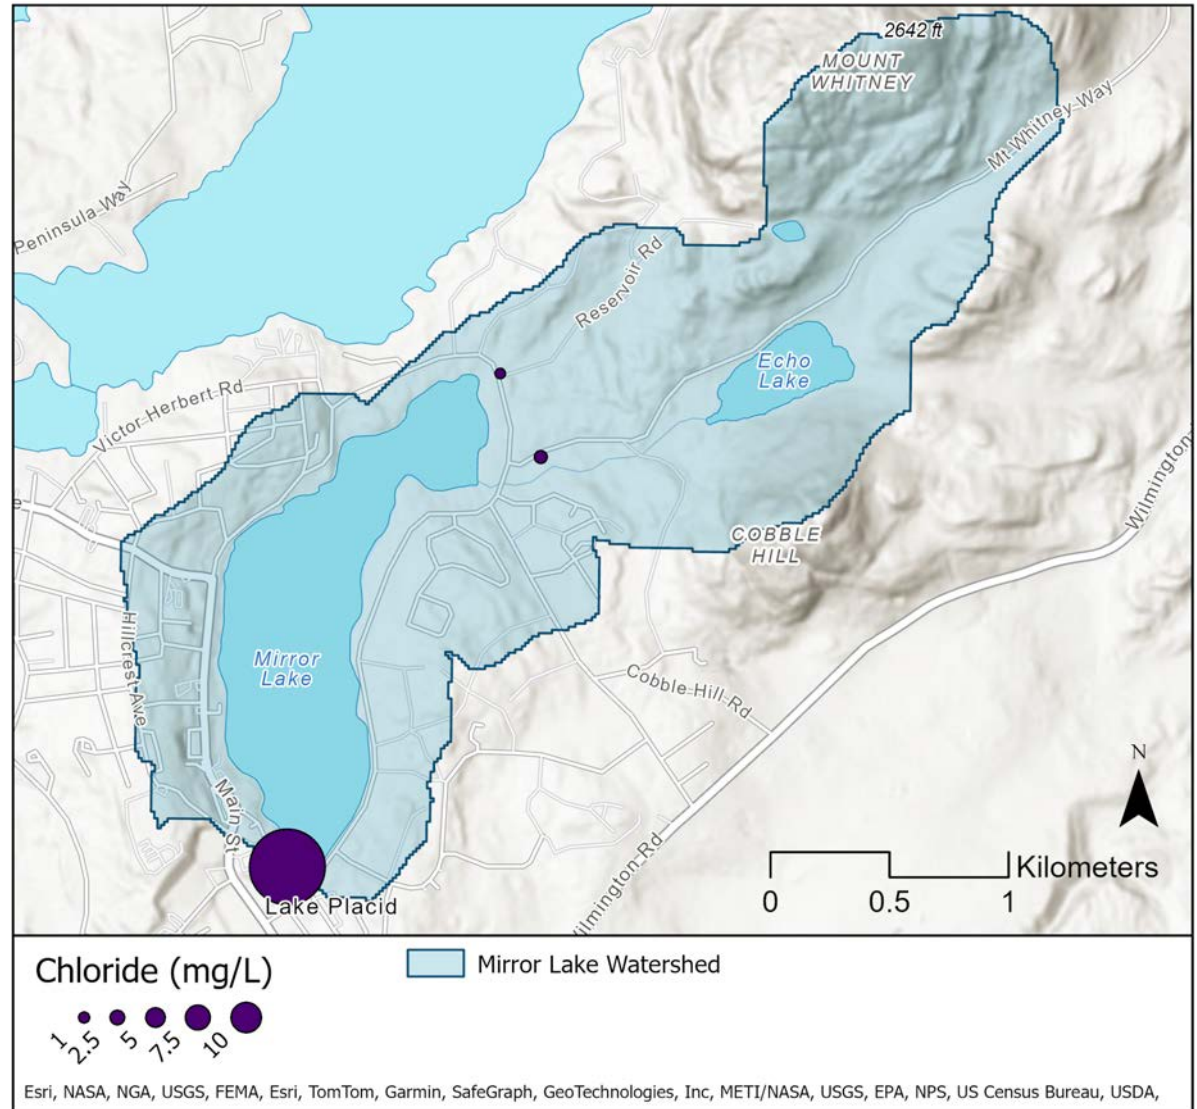 2642 ft
MOUNT
WHITNEY
Mt Whitney Way
Peninsula Way
Reservoir Rd
Echo
Lake
Victor Herbert Rd
e
Wilmington
COBBLE
HILL
Hillcrest Ave
Mirror
Lake
Cobble Hill Rd
N
Main St
Kilometers
0 0.5 1
Lake Placid
ilmington Rd
Chloride (mg/L)
Mirror Lake Watershed
1 2.5 5 7.5 10
Esri, NASA, NGA, USGS, FEMA, Esri, TomTom, Garmin, SafeGraph, GeoTechnologies, Inc, METI/NASA, USGS, EPA, NPS, US Census Bureau, USDA,